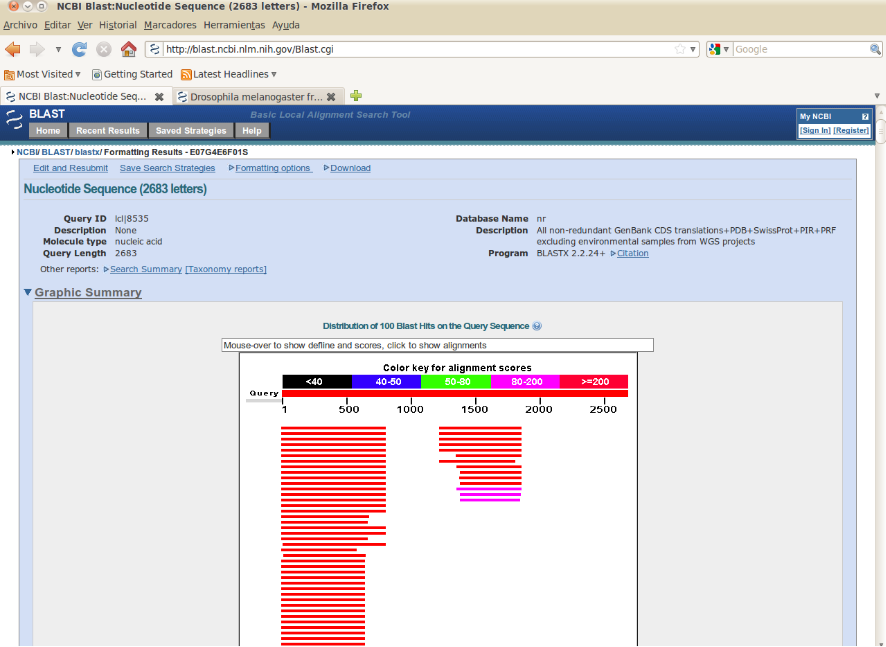 NCBI Blast:Nucleotide Sequence (2683 letters) - Mozilla Firefox
Archivo Editar Ver Historial Marcadores Herramientas Ayuda
http://blast.ncbi.nlm.nih.gov/Blast.cgi
Google
Most Visited Getting Started Latest Headlines
NCBI Blast:Nucleotide Seq... Drosophila melanogaster fr...
BLAST Basic Local Alignment Search Tool
My NCBI ?
Home Recent Results Saved Strategies Help
[Sign In] [Register]
NCBI/ BLAST/ blastx/ Formatting Results - E07G4E6F01S
Edit and Resubmit Save Search Strategies Formatting options Download
Nucleotide Sequence (2683 letters)
Query ID lcl|8535
Description None
Molecule type nucleic acid
Query Length 2683
Database Name nr
Description All non-redundant GenBank CDS translations+PDB+SwissProt+PIR+PRF
excluding environmental samples from WGS projects
Program BLASTX 2.2.24+ Citation
Other reports: Search Summary [Taxonomy reports]
Graphic Summary
Distribution of 100 Blast Hits on the Query Sequence
Mouse-over to show defline and scores, click to show alignments
Color key for alignment scores
<40 40-50 50-80 80-200 >=200
Query
1 500 1000 1500 2000 2500